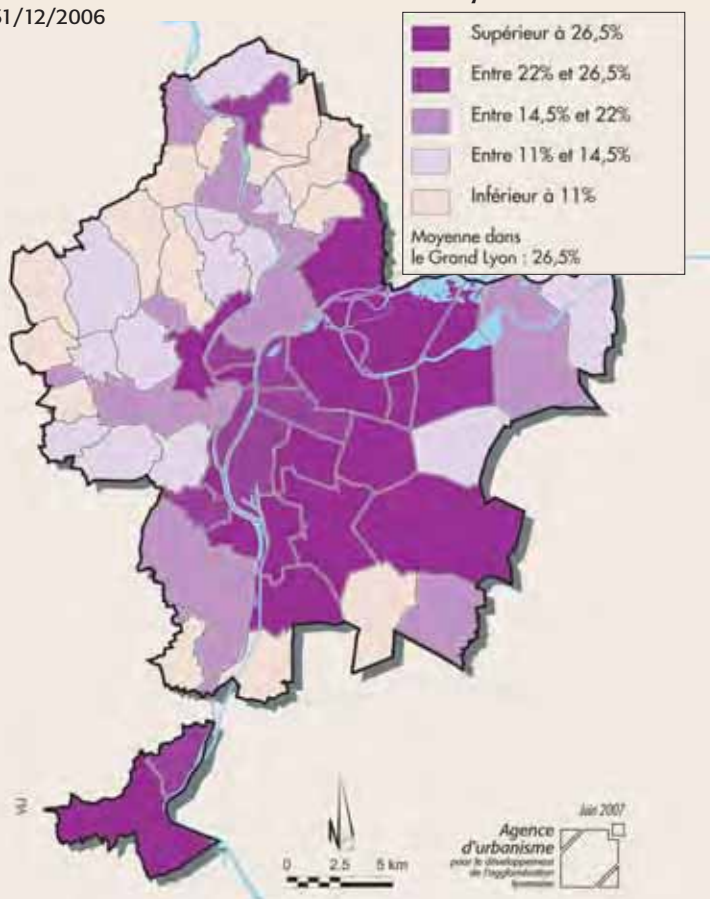 31/12/2006
Supérieur à 26,5%
Entre 22% et 26,5%
Entre 14,5% et 22%
Entre 11% et 14,5%
Inférieur à 11%
Moyenne dans
le Grand Lyon : 26,5%
N
0 2,5 5 km
Juin 2007
Agence
d'urbanisme
pour le développement
de l'agglomération
lyonnaise